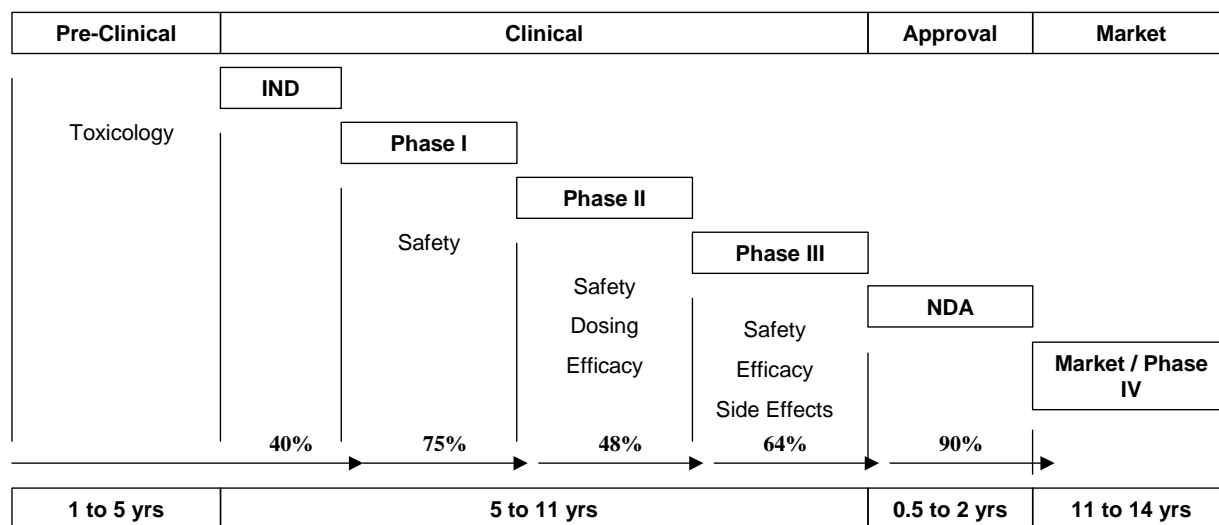 Pre-Clinical
Clinical
Approval
Market
IND
Toxicology
Phase I
Phase II
Safety
Phase III
Safety
Dosing
Efficacy
NDA
Safety
Efficacy
Side Effects
Market / Phase
IV
40%
75%
48%
64%
90%
1 to 5 yrs
5 to 11 yrs
0.5 to 2 yrs
11 to 14 yrs